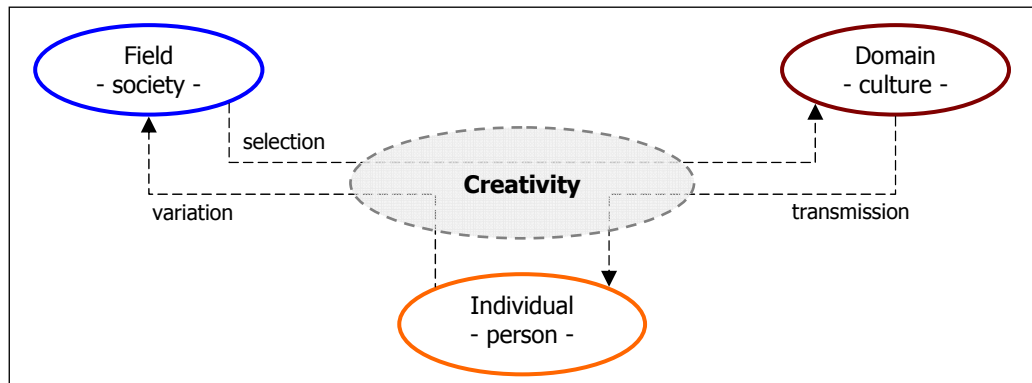 Field
- society -
Domain
- culture -
selection
Creativity
variation
transmission
Individual
- person -